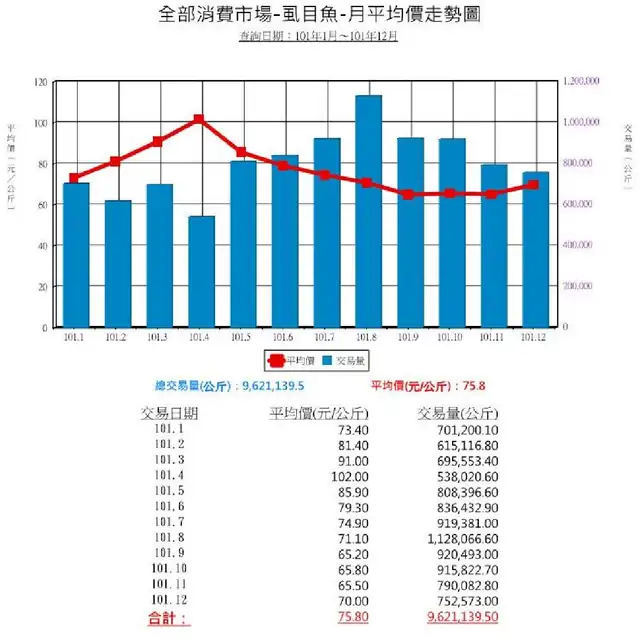 全部消費市場-虱目魚-月平均價走勢圖
查詢日期：101年1月～101年12月
平均價（元／公斤）
120
100
80
60
40
20
0
交易量（公斤）
1,200,000
1,000,000
800,000
600,000
400,000
200,000
0
101.1 101.2 101.3 101.4 101.5 101.6 101.7 101.8 101.9 101.10 101.11 101.12
平均價 交易量
總交易量(公斤)：9,621,139.5 平均價(元/公斤)：75.8
交易日期 平均價(元/公斤) 交易量(公斤)
101.1 73.40 701,200.10
101.2 81.40 615,116.80
101.3 91.00 695,553.40
101.4 102.00 538,020.60
101.5 85.90 808,396.60
101.6 79.30 836,432.90
101.7 74.90 919,381.00
101.8 71.10 1,128,066.60
101.9 65.20 920,493.00
101.10 65.80 915,822.70
101.11 65.50 790,082.80
101.12 70.00 752,573.00
合計： 75.80 9,621,139.50